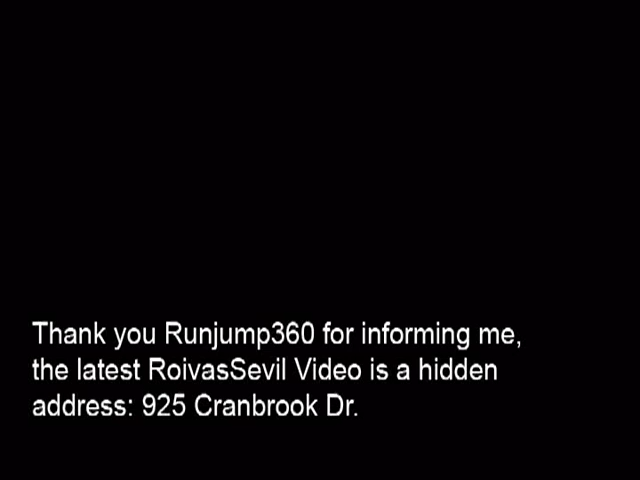 Thank you Runjump360 for informing me,
the latest RoivasSevil Video is a hidden
address: 925 Cranbrook Dr.